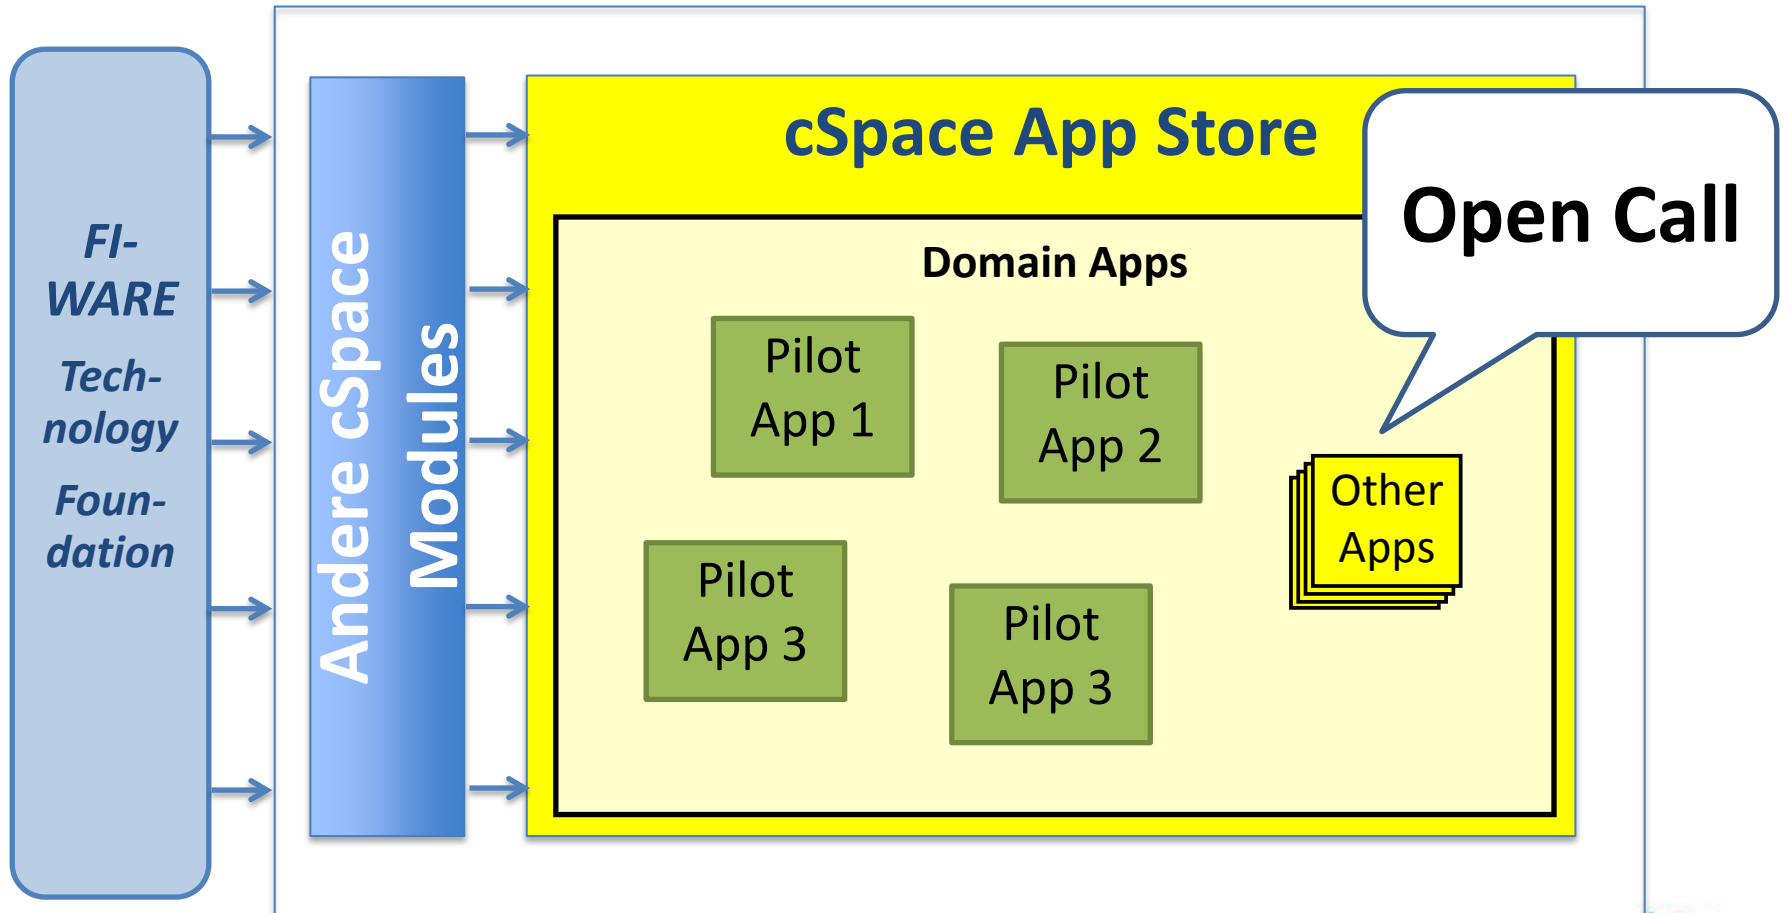 FI-
WARE
Tech-
nology
Foun-
dation
Andere cSpace
Modules
cSpace App Store
Domain Apps
Pilot
App 1
Pilot
App 2
Pilot
App 3
Pilot
App 3
Other
Apps
Open Call